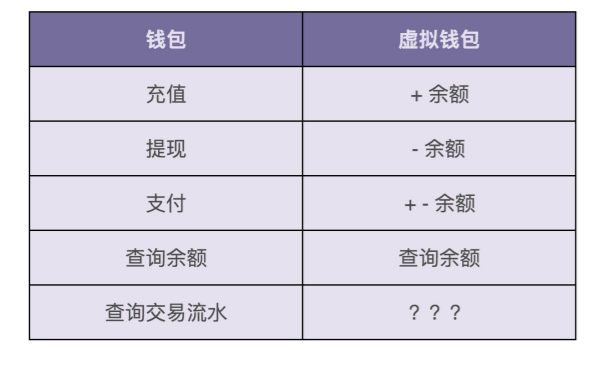 钱包 虚拟钱包
充值 + 余额
提现 - 余额
支付 + - 余额
查询余额 查询余额
查询交易流水 ？？？